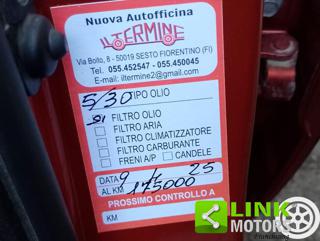 Nuova Autofficina
ILTERMINE
Via Bolto, 8 - 50019 SESTO FIORENTINO (FI)
Tel. 055.452547 - 055.450045
E-mail: iltermine2@gmail.com
5/30 TIPO OLIO
FILTRO OLIO
FILTRO ARIA
FILTRO CLIMATIZZATORE
FILTRO CARBURANTE
FRENI A/P CANDELE
DATA 9 25
AL KM 175000
PROSSIMO CONTROLLO A
KM
LINK
MOTORS